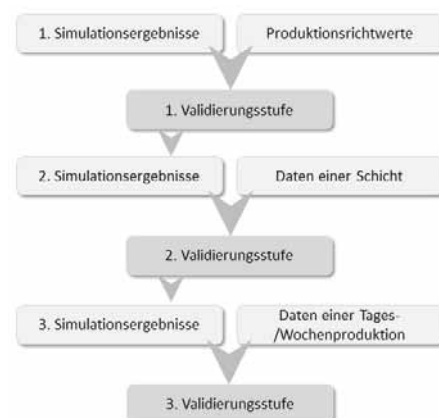 1. Simulationsergebnisse
Produktionsrichtwerte
1. Validierungsstufe
2. Simulationsergebnisse
Daten einer Schicht
2. Validierungsstufe
3. Simulationsergebnisse
Daten einer Tages-
/Wochenproduktion
3. Validierungsstufe